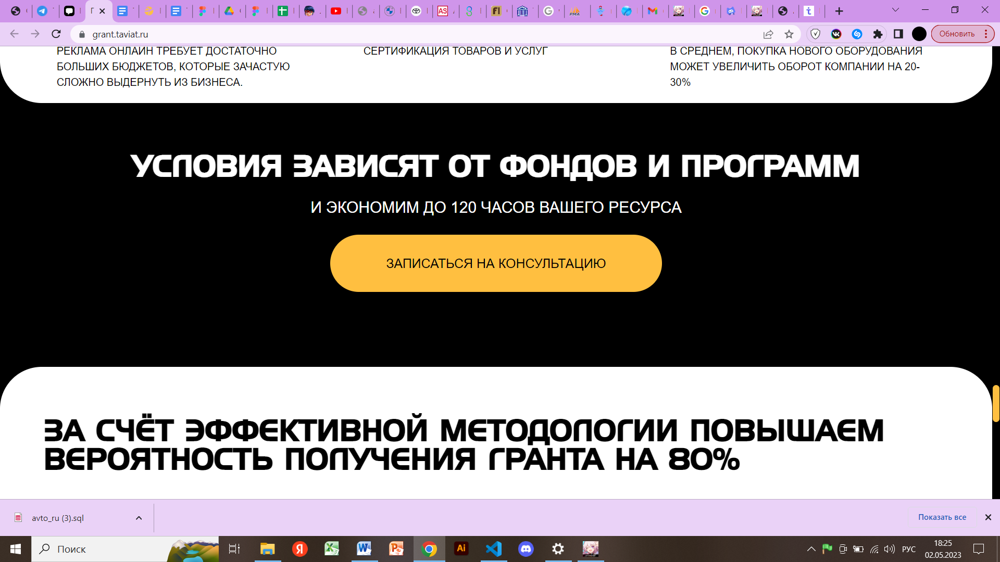 grant.taviat.ru
Обновить
РЕКЛАМА ОНЛАЙН ТРЕБУЕТ ДОСТАТОЧНО
БОЛЬШИХ БЮДЖЕТОВ, КОТОРЫЕ ЗАЧАСТУЮ
СЛОЖНО ВЫДЕРНУТЬ ИЗ БИЗНЕСА.
СЕРТИФИКАЦИЯ ТОВАРОВ И УСЛУГ
В СРЕДНЕМ, ПОКУПКА НОВОГО ОБОРУДОВАНИЯ
МОЖЕТ УВЕЛИЧИТЬ ОБОРОТ КОМПАНИИ НА 20-
30%
УСЛОВИЯ ЗАВИСЯТ ОТ ФОНДОВ И ПРОГРАММ
И ЭКОНОМИМ ДО 120 ЧАСОВ ВАШЕГО РЕСУРСА
ЗАПИСАТЬСЯ НА КОНСУЛЬТАЦИЮ
ЗА СЧЁТ ЭФФЕКТИВНОЙ МЕТОДОЛОГИИ ПОВЫШАЕМ
ВЕРОЯТНОСТЬ ПОЛУЧЕНИЯ ГРАНТА НА 80%
avto_ru (3).sql
Показать все
Поиск
РУС
18:25
02.05.2023